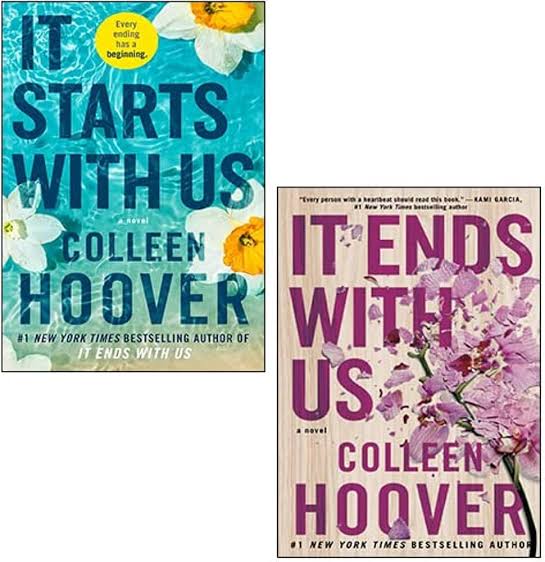 Every
ending
has a
beginning.
IT
STARTS
WITH US
a novel
COLLEEN
HOOVER
#1 NEW YORK TIMES BESTSELLING AUTHOR OF
IT ENDS WITH US
"Every person with a heartbeat should read this book." —KAMI GARCIA,
#1 New York Times bestselling author
IT ENDS
WITH
US
a novel
COLLEEN
HOOVER
#1 NEW YORK TIMES BESTSELLING AUTHOR